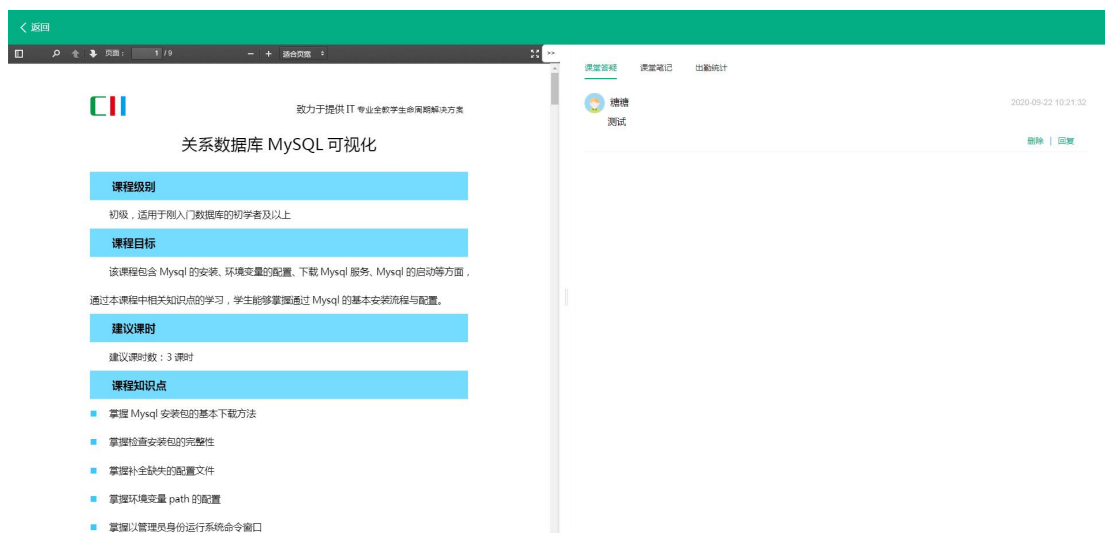 返回
页面： 1 / 9 适合页宽
>>
CII
致力于提供 IT 专业全教学生命周期解决方案
关系数据库 MySQL 可视化
课程级别
初级，适用于刚入门数据库的初学者及以上
课程目标
该课程包含 Mysql 的安装、环境变量的配置、下载 Mysql 服务、Mysql 的启动等方面，
通过本课程中相关知识点的学习，学生能够掌握通过 Mysql 的基本安装流程与配置。
建议课时
建议课时数：3 课时
课程知识点
掌握 Mysql 安装包的基本下载方法
掌握检查安装包的完整性
掌握补全缺失的配置文件
掌握环境变量 path 的配置
掌握以管理员身份运行系统命令窗口
课堂答疑 课堂笔记 出勤统计
糖糖 2020-09-22 10:21:32
测试
删除 | 回复